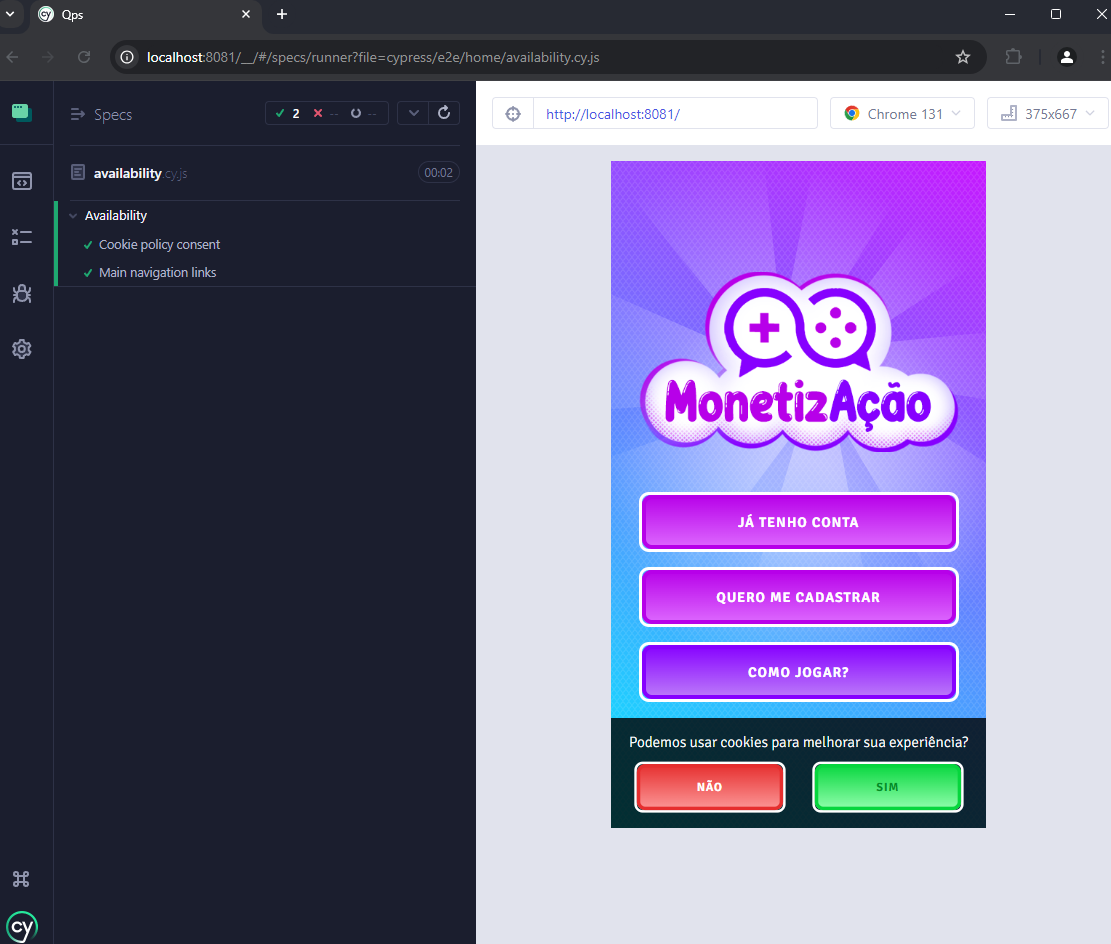 Qps
localhost:8081/__/#/specs/runner?file=cypress/e2e/home/availability.cy.js
Specs
2 -- --
http://localhost:8081/
Chrome 131
375x667
availability.cy.js
00:02
Availability
Cookie policy consent
Main navigation links
MonetizAção
JÁ TENHO CONTA
QUERO ME CADASTRAR
COMO JOGAR?
Podemos usar cookies para melhorar sua experiência?
NÃO
SIM
cy